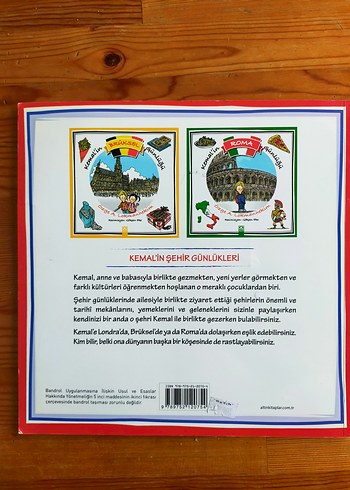 Kemal'in
BRÜKSEL
Günlüğü
Kemal'in
ROMA
Günlüğü
KEMAL'İN ŞEHİR GÜNLÜKLERİ
Kemal, anne ve babasıyla birlikte gezmekten, yeni yerler görmekten ve
farklı kültürleri öğrenmekten hoşlanan o meraklı çocuklardan biri.
Şehir günlüklerinde ailesiyle birlikte ziyaret ettiği şehirlerin önemli ve
tarihi mekânlarını, yemeklerini ve geleneklerini sizinle paylaşırken
kendinizi bir anda o şehri Kemal ile birlikte gezerken bulabilirsiniz.
Kemal'e Londra'da, Brüksel'de ya da Roma'da dolaşırken eşlik edebilirsiniz.
Kim bilir, belki ona dünyanın başka bir köşesinde de rastlayabilirsiniz.
Bandrol Uygulamasına İlişkin Usul ve Esaslar
Hakkında Yönetmeliğin 5 inci maddesinin ikinci fıkrası
çerçevesinde bandrol taşıması zorunlu değildir.
altinkitaplar.com.tr